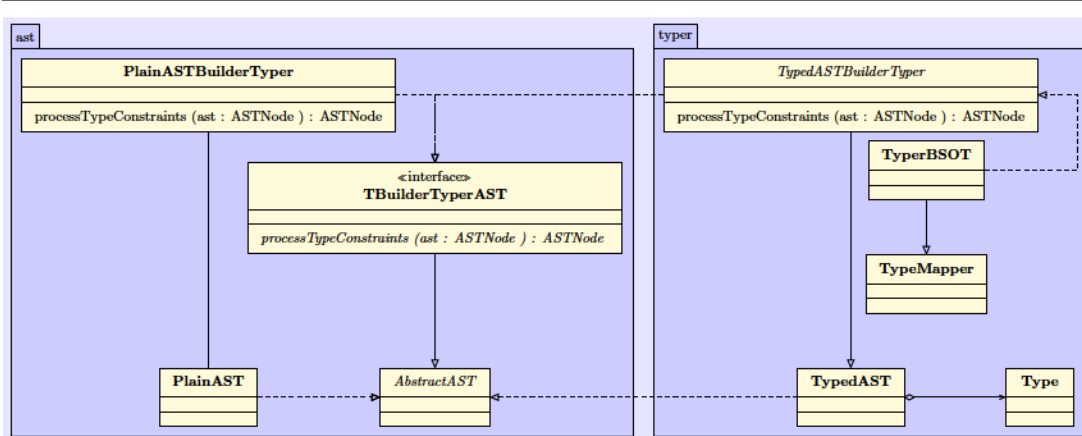 ast
PlainASTBuilderTyper
processTypeConstraints (ast : ASTNode ) : ASTNode
«interface»
TBuilderTyperAST
processTypeConstraints (ast : ASTNode ) : ASTNode
PlainAST
AbstractAST
typer
TypedASTBuilderTyper
processTypeConstraints (ast : ASTNode ) : ASTNode
TyperBSOT
TypeMapper
TypedAST
Type